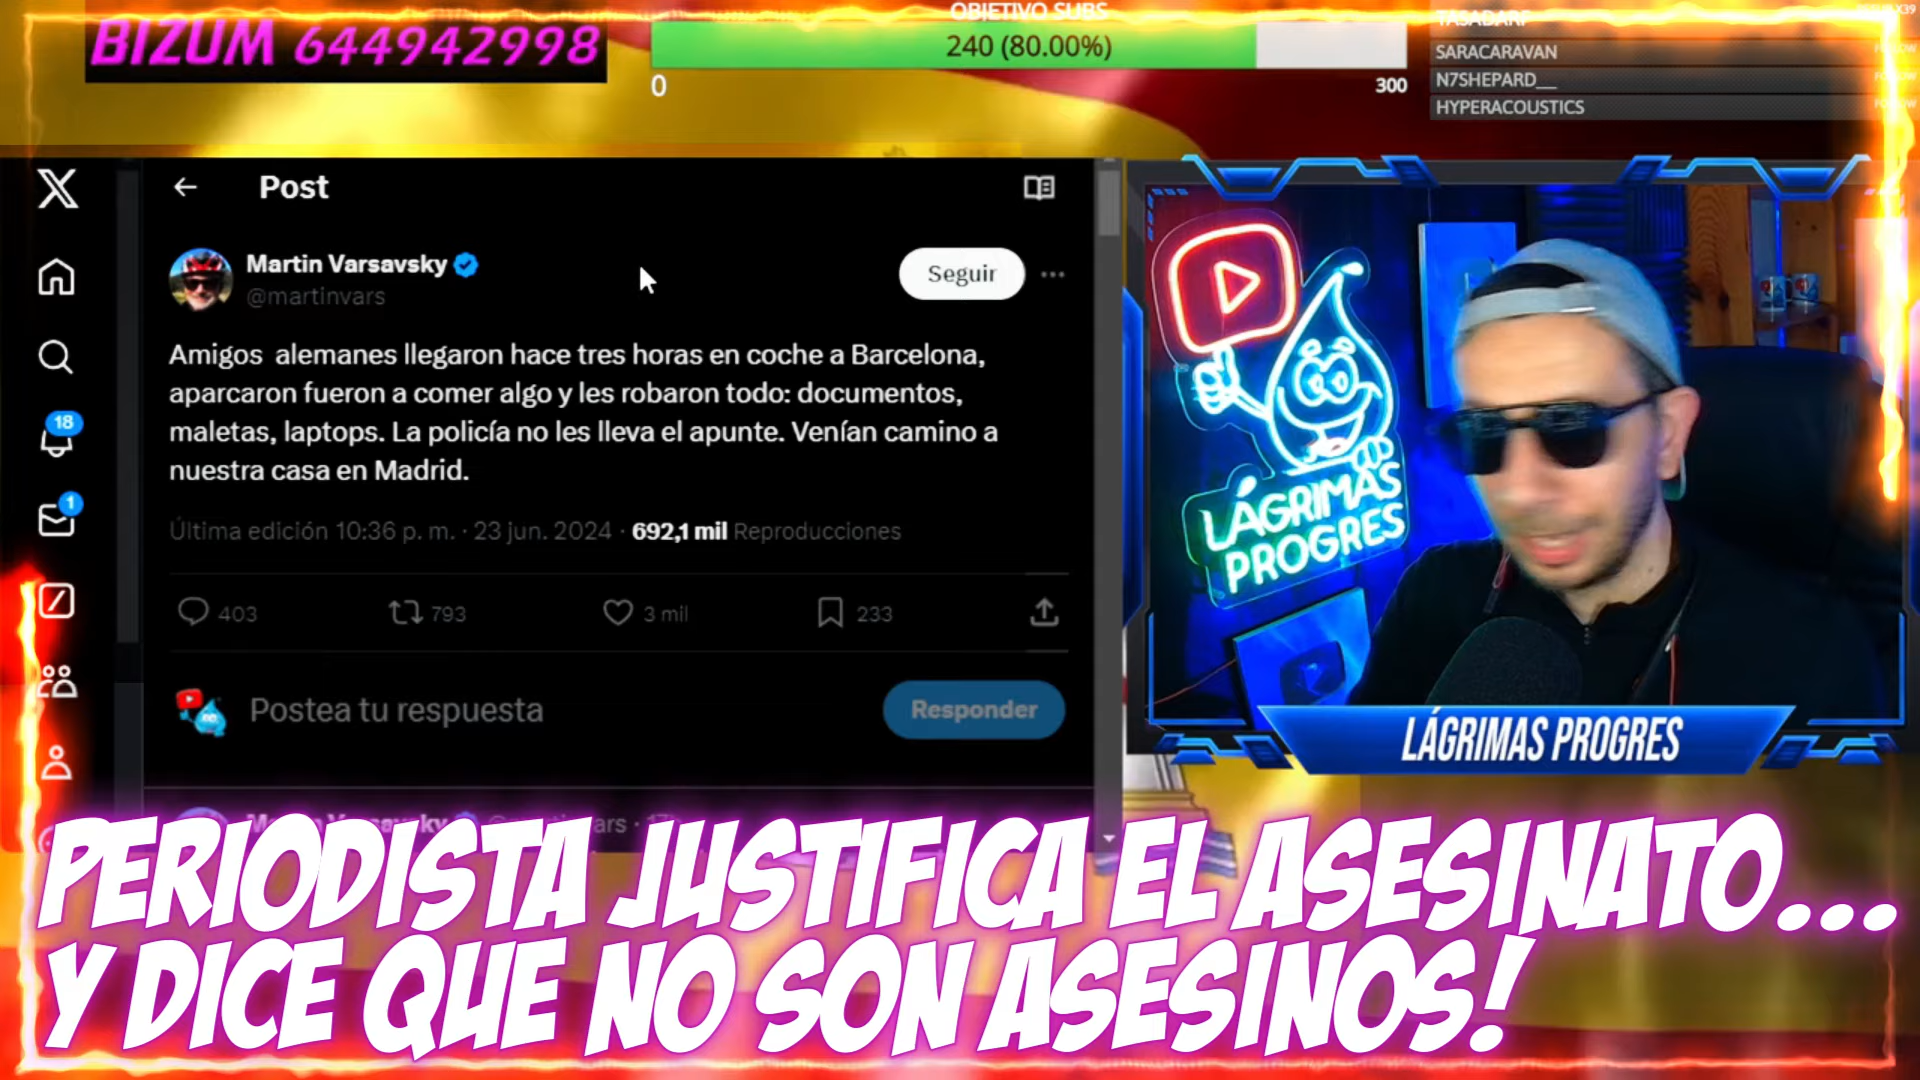 BIZUM 644942998
OBJETIVO SUBS
240 (80.00%)
0
300
TASADARF
SARACARAVAN
N7SHEPARD__
HYPERACOUSTICS
Post
Martin Varsavsky
@martinvars
Seguir
Amigos alemanes llegaron hace tres horas en coche a Barcelona,
aparcaron fueron a comer algo y les robaron todo: documentos,
maletas, laptops. La policía no les lleva el apunte. Venían camino a
nuestra casa en Madrid.
Última edición 10:36 p. m. · 23 jun. 2024 · 692,1 mil Reproducciones
403
793
3 mil
233
18
1
Postea tu respuesta
Responder
LÁGRIMAS
PROGRES
LÁGRIMAS PROGRES
Martin Varsavsky
PERIODISTA JUSTIFICA EL ASESINATO...
Y DICE QUE NO SON ASESINOS!